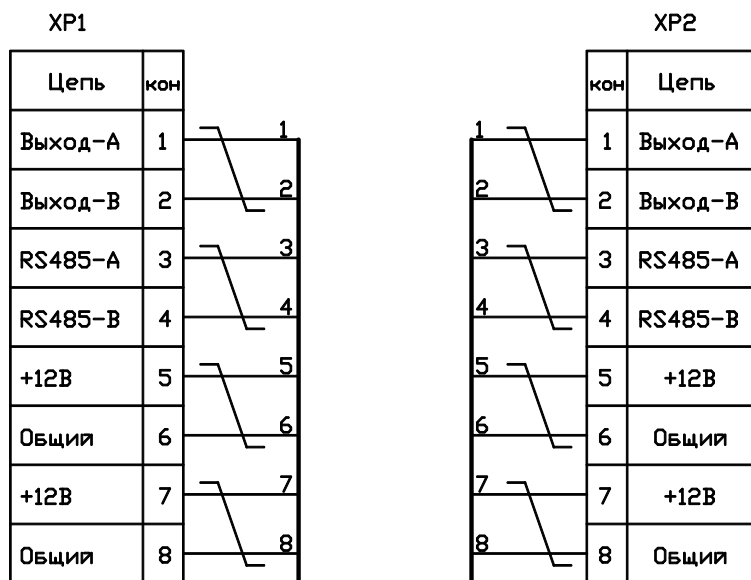 XP1 XP2
Цепь кон кон Цепь
Выход-А 1 1 1 1 Выход-А
Выход-В 2 2 2 2 Выход-В
RS485-А 3 3 3 3 RS485-А
RS485-В 4 4 4 4 RS485-В
+12В 5 5 5 5 +12В
Общий 6 6 6 6 Общий
+12В 7 7 7 7 +12В
Общий 8 8 8 8 Общий